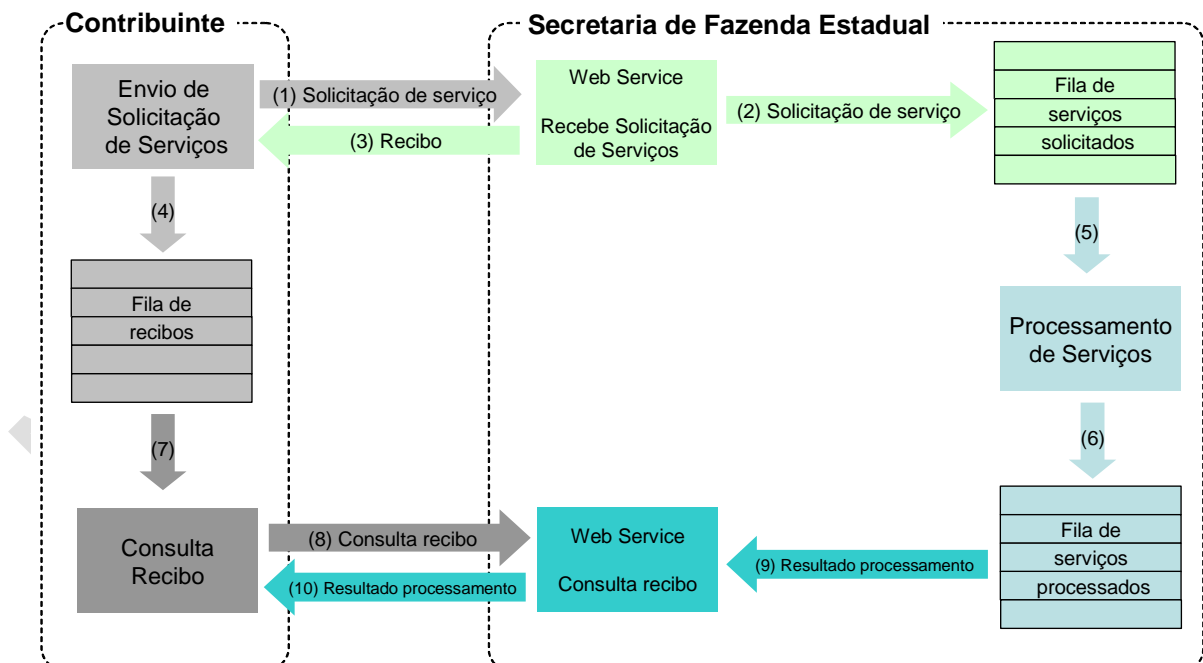 Contribuinte
Secretaria de Fazenda Estadual
Envio de
Solicitação
de Serviços
(1) Solicitação de serviço
(3) Recibo
Web Service
Recebe Solicitação
de Serviços
(2) Solicitação de serviço
Fila de
serviços
solicitados
(4)
(5)
Fila de
recibos
Processamento
de Serviços
(7)
(6)
Consulta
Recibo
(8) Consulta recibo
(10) Resultado processamento
Web Service
Consulta recibo
(9) Resultado processamento
Fila de
serviços
processados